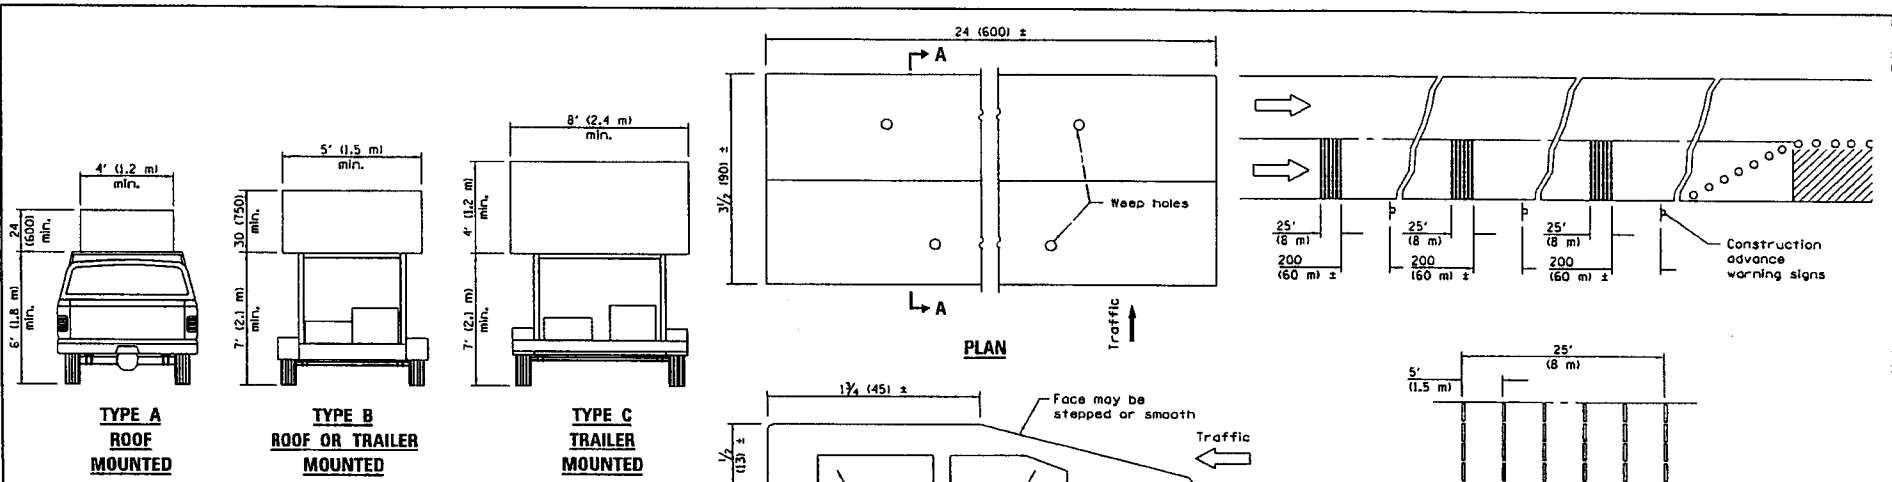 4' (1.2 m)
min.
24
(600)
min.
6' (1.8 m)
min.
TYPE A
ROOF
MOUNTED
5' (1.5 m)
min.
30 (750)
min.
7' (2.1 m)
min.
TYPE B
ROOF OR TRAILER
MOUNTED
8' (2.4 m)
min.
4' (1.2 m)
min.
7' (2.1 m)
min.
TYPE C
TRAILER
MOUNTED
24 (600) ±
A
3½ (90) ±
Weep holes
A
Traffic
PLAN
1¾ (45) ±
Face may be
stepped or smooth
½
(13) ±
Traffic
25'
(8 m)
200
(60 m) ±
25'
(8 m)
200
(60 m) ±
25'
(8 m)
200
(60 m) ±
Construction
advance
warning signs
25'
(8 m)
5'
(1.5 m)